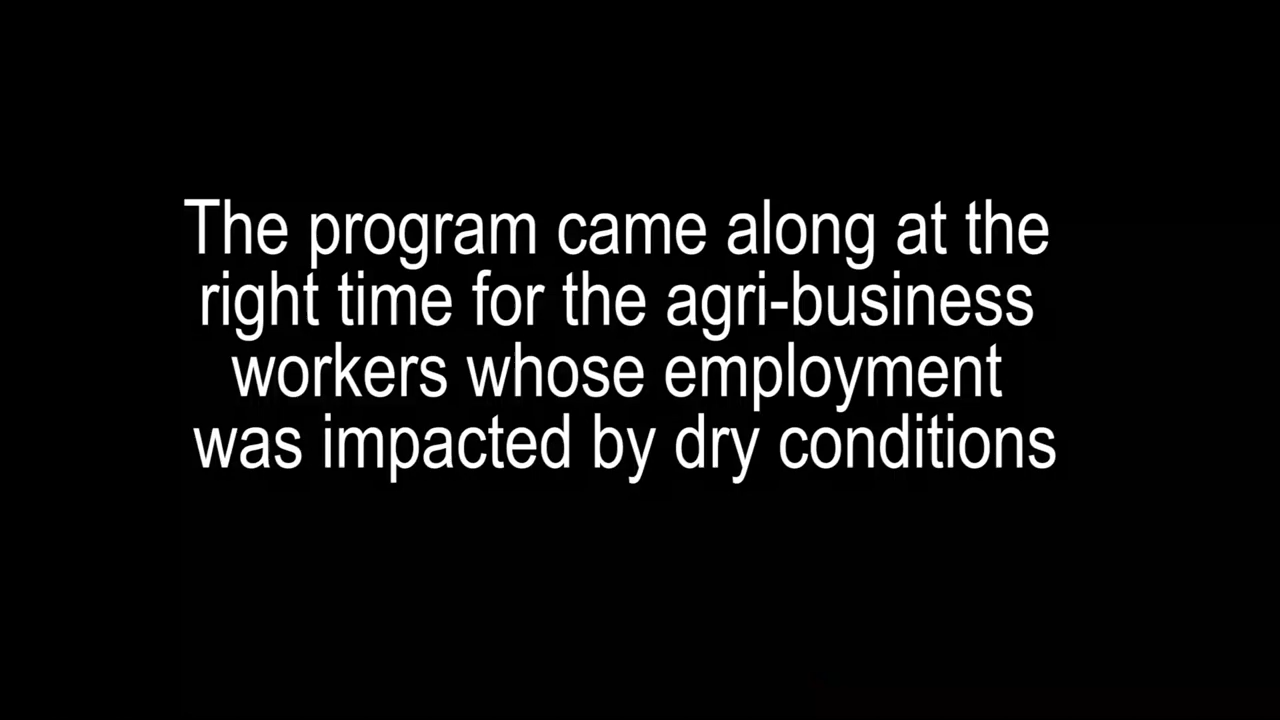 The program came along at the
right time for the agri-business
workers whose employment
was impacted by dry conditions